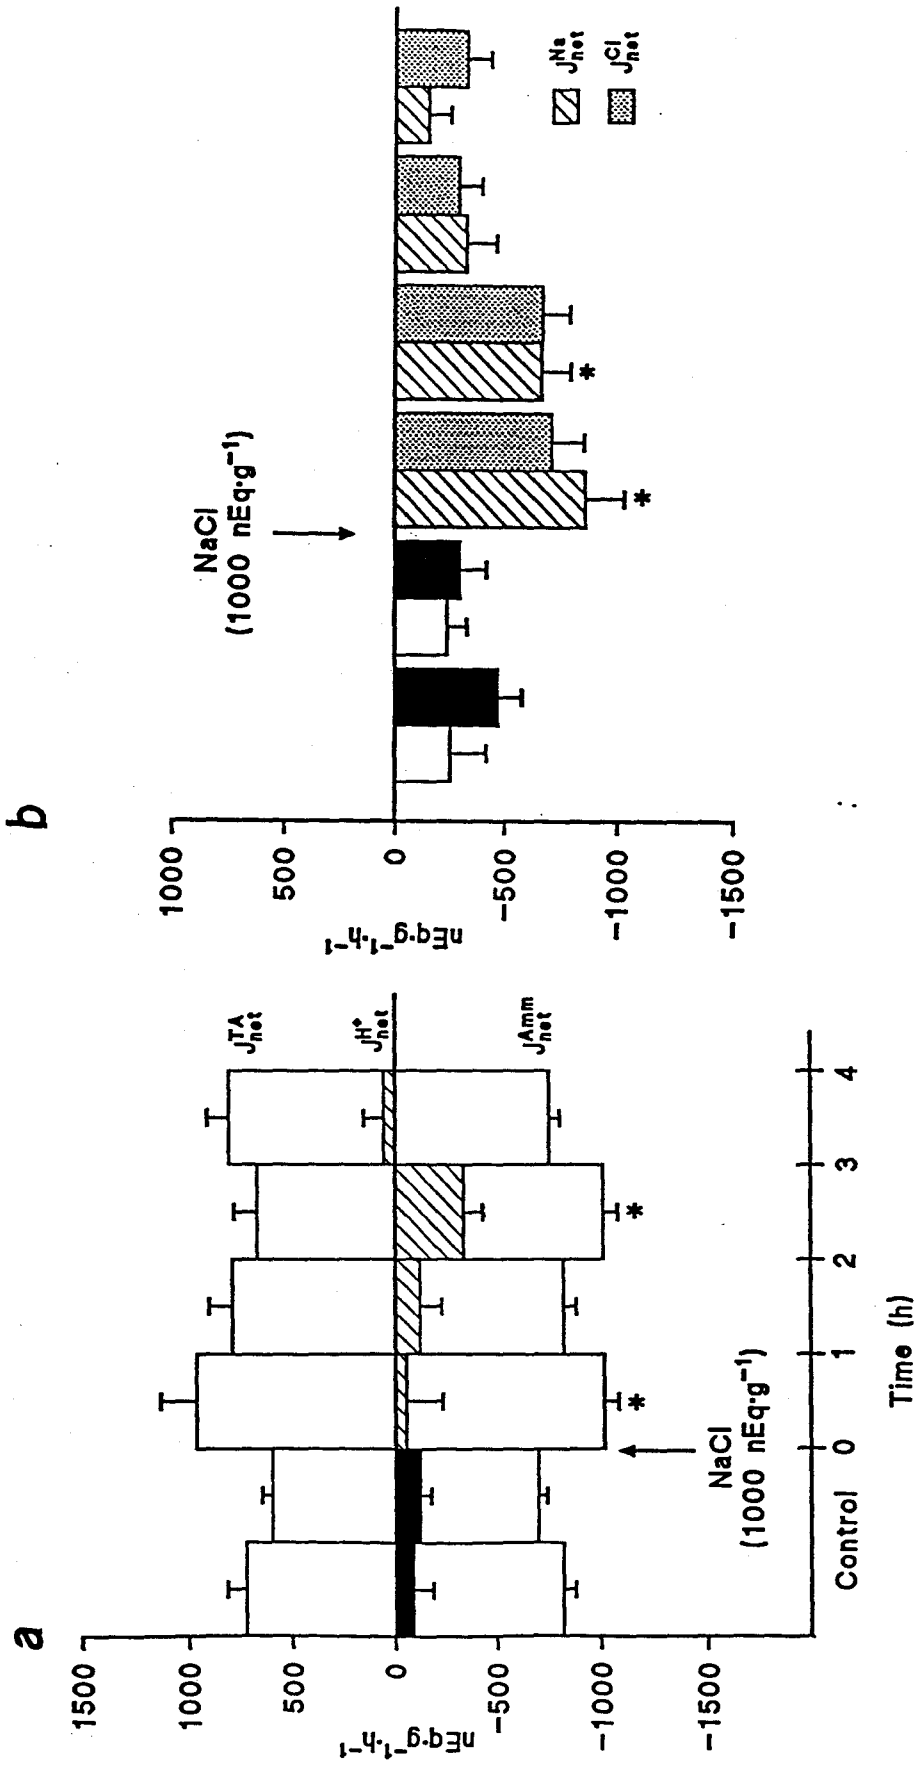 a
1500
1000
500
0
−500
−1000
−1500
nEq·g⁻¹·h⁻¹
J^TA_net
J^H+_net
J^Amm_net
*
*
NaCl
(1000 nEq·g⁻¹)
Control
0
1
2
3
4
Time (h)
b
1000
500
0
−500
−1000
−1500
nEq·g⁻¹·h⁻¹
NaCl
(1000 nEq·g⁻¹)
*
*
J^Na_net
J^Cl_net